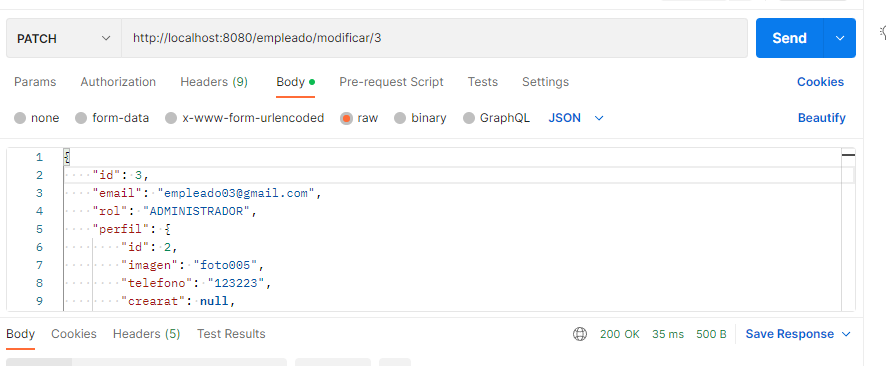 PATCH http://localhost:8080/empleado/modificar/3 Send
Params Authorization Headers (9) Body Pre-request Script Tests Settings Cookies
none form-data x-www-form-urlencoded raw binary GraphQL JSON Beautify
1 {
2 "id": 3,
3 "email": "empleado03@gmail.com",
4 "rol": "ADMINISTRADOR",
5 "perfil": {
6 "id": 2,
7 "imagen": "foto005",
8 "telefono": "123223",
9 "crearat": null,
Body Cookies Headers (5) Test Results 200 OK 35 ms 500 B Save Response